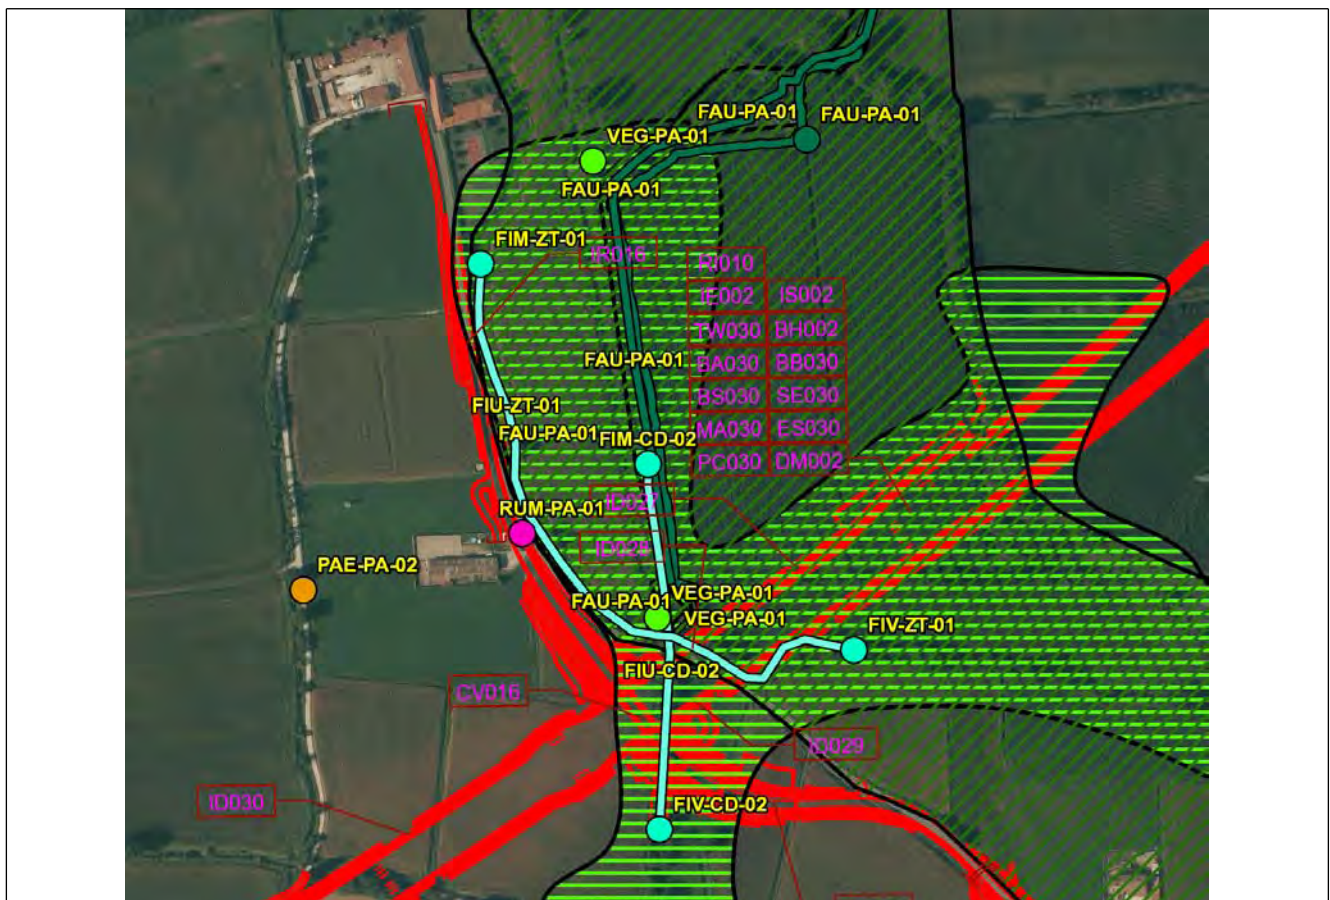 FAU-PA-01
FAU-PA-01
VEG-PA-01
FAU-PA-01
FIM-ZT-01
IR016
RI010
IE002 IS002
TW030 BH002
FAU-PA-01
BA030 BB030
BS030 SE030
FIU-ZT-01
FAU-PA-01
FIM-CD-02
MA030 ES030
PC030 DM002
RUM-PA-01
ID027
ID028
PAE-PA-02
VEG-PA-01
FAU-PA-01
VEG-PA-01
FIV-ZT-01
FIU-CD-02
CV016
ID029
ID030
FIV-CD-02